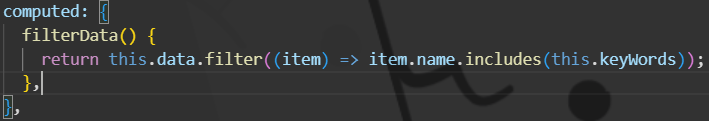 computed: {
  filterData() {
    return this.data.filter((item) => item.name.includes(this.keyWords));
  },
},